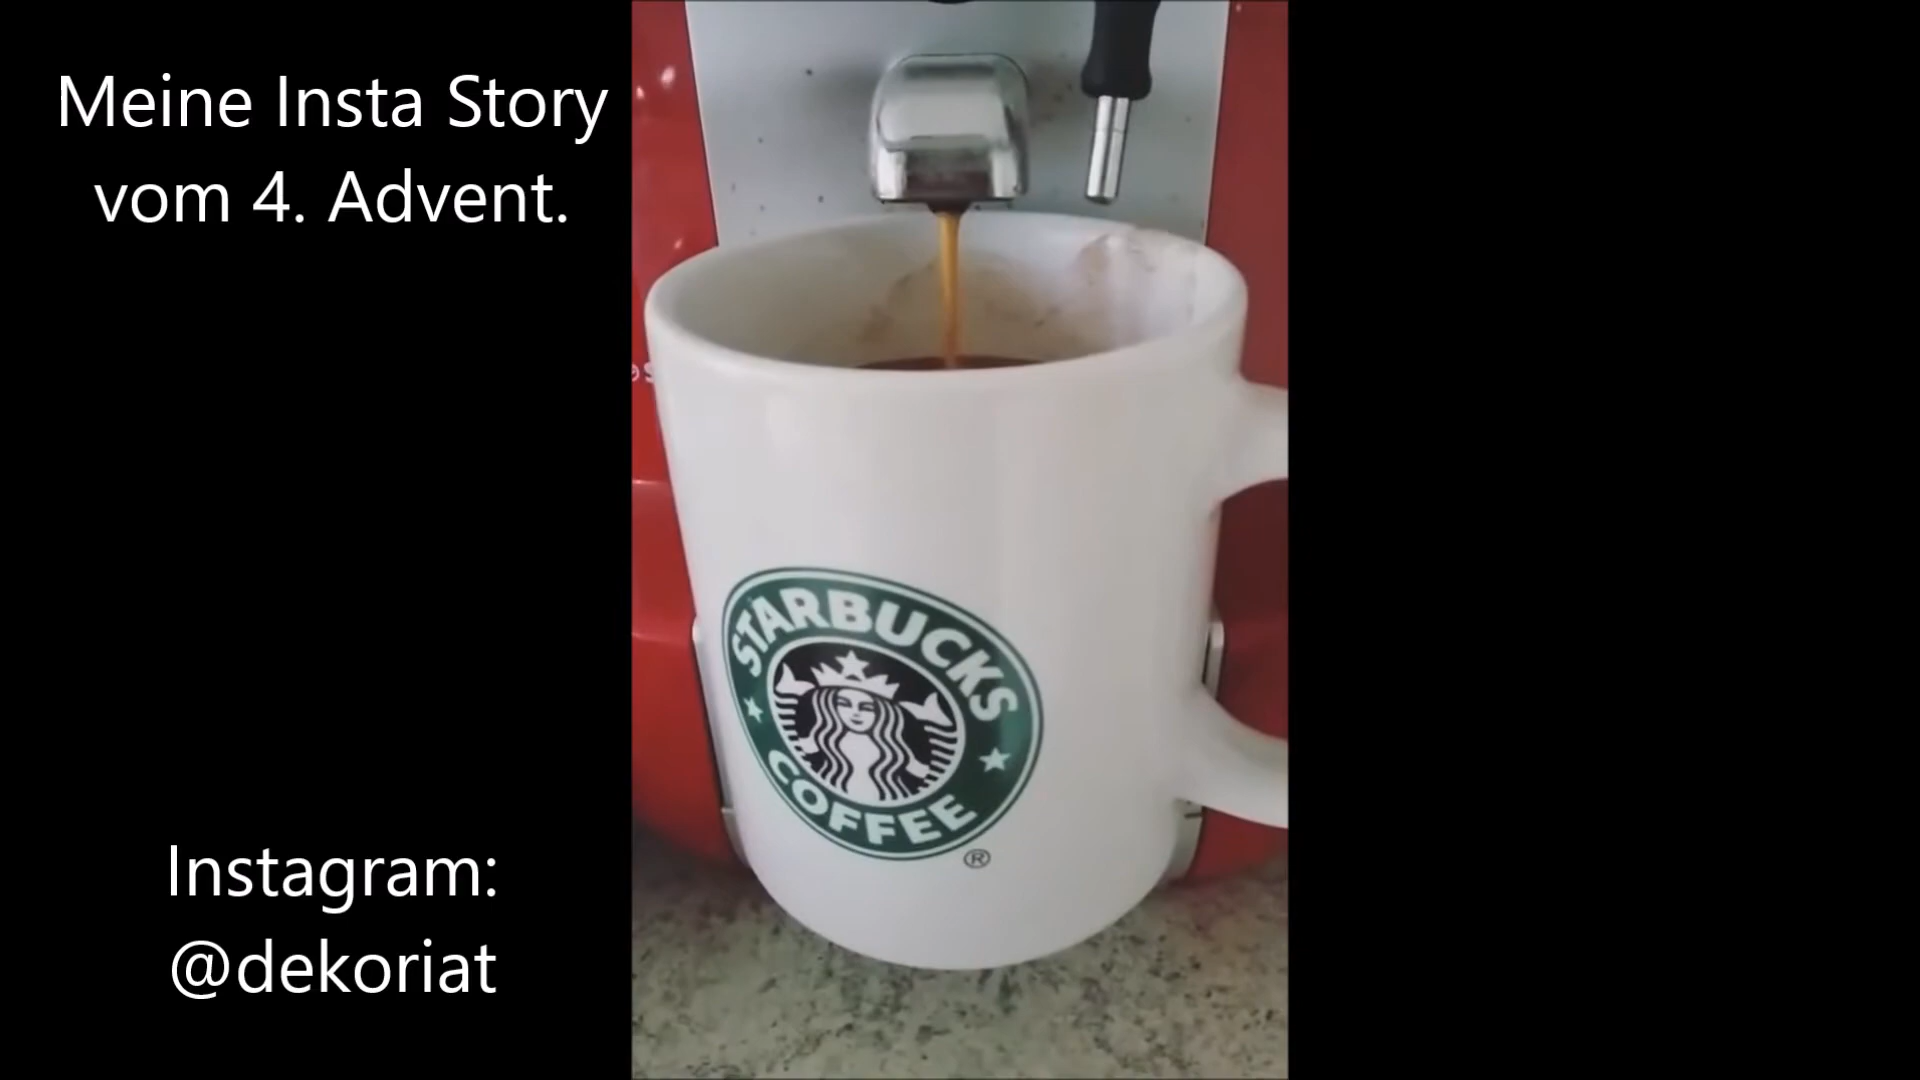 Meine Insta Story
vom 4. Advent.
STARBUCKS
COFFEE
®
Instagram:
@dekoriat